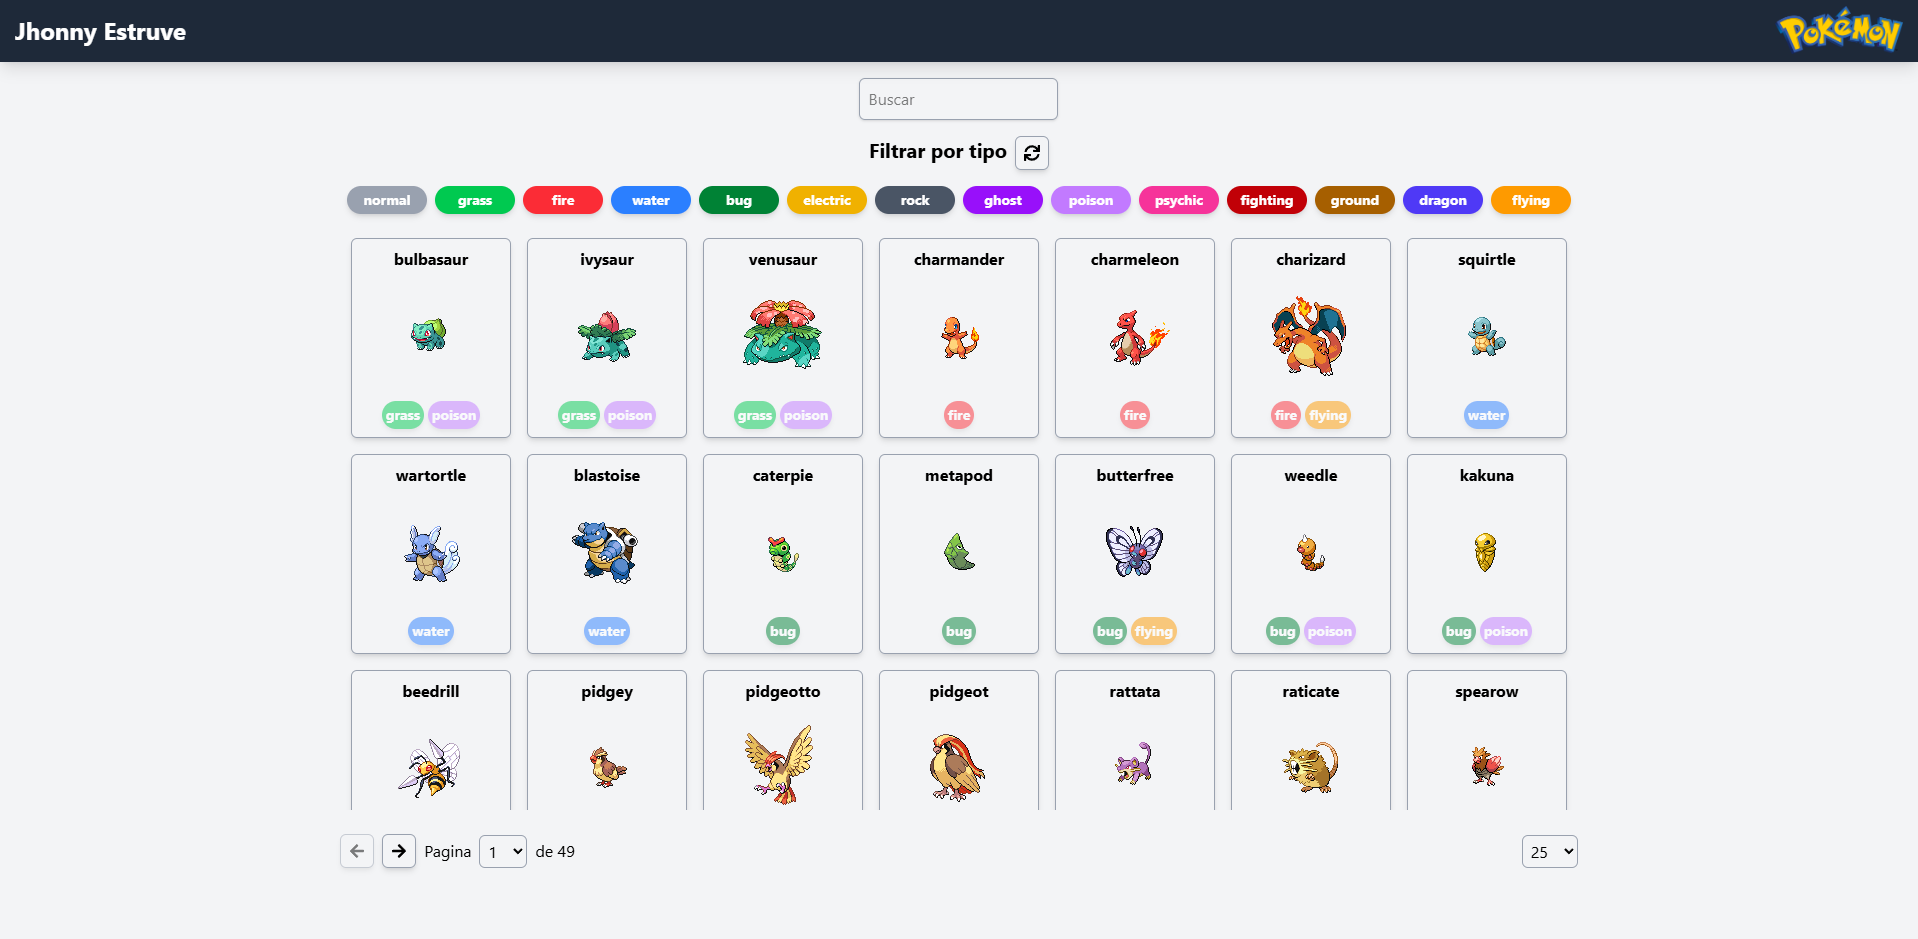 Jhonny Estruve
POKéMON
Buscar
Filtrar por tipo
normal grass fire water bug electric rock ghost poison psychic fighting ground dragon flying
bulbasaur ivysaur venusaur charmander charmeleon charizard squirtle
grass poison grass poison grass poison fire fire fire flying water
wartortle blastoise caterpie metapod butterfree weedle kakuna
water water bug bug bug flying bug poison bug poison
beedrill pidgey pidgeotto pidgeot rattata raticate spearow
Pagina 1 de 49 25